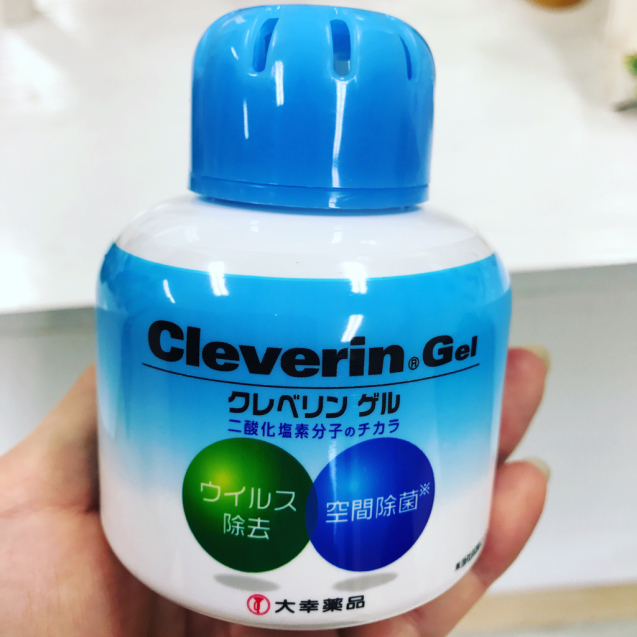 Cleverin® Gel
クレベリン ゲル
二酸化塩素分子のチカラ
ウイルス
除去
空間除菌※
大幸薬品